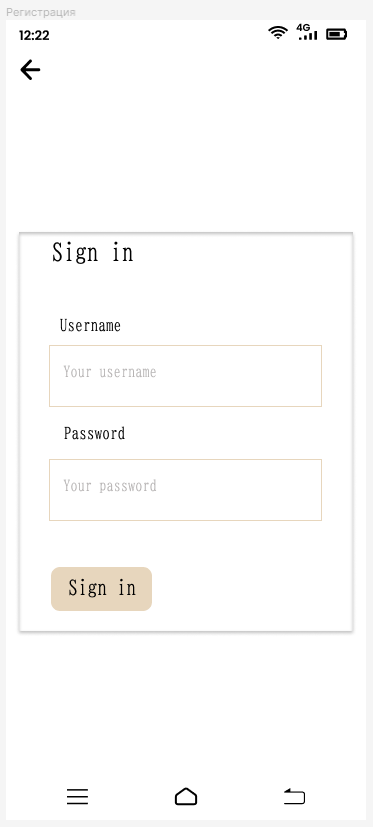 Регистрация
12:22
4G
Sign in
Username
Your username
Password
Your password
Sign in